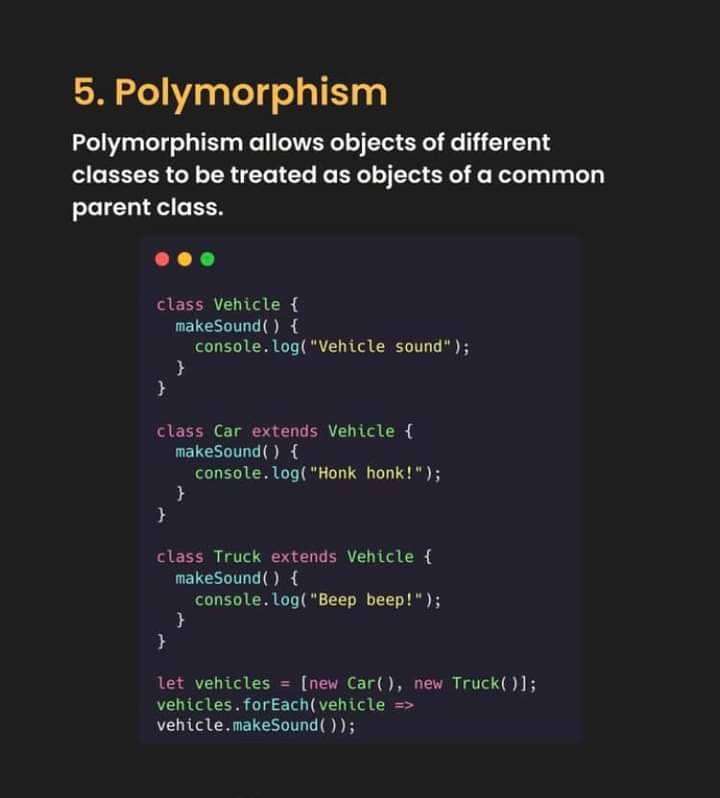 5. Polymorphism
Polymorphism allows objects of different
classes to be treated as objects of a common
parent class.
class Vehicle {
  makeSound() {
    console.log("Vehicle sound");
  }
}
class Car extends Vehicle {
  makeSound() {
    console.log("Honk honk!");
  }
}
class Truck extends Vehicle {
  makeSound() {
    console.log("Beep beep!");
  }
}
let vehicles = [new Car(), new Truck()];
vehicles.forEach(vehicle =>
vehicle.makeSound());